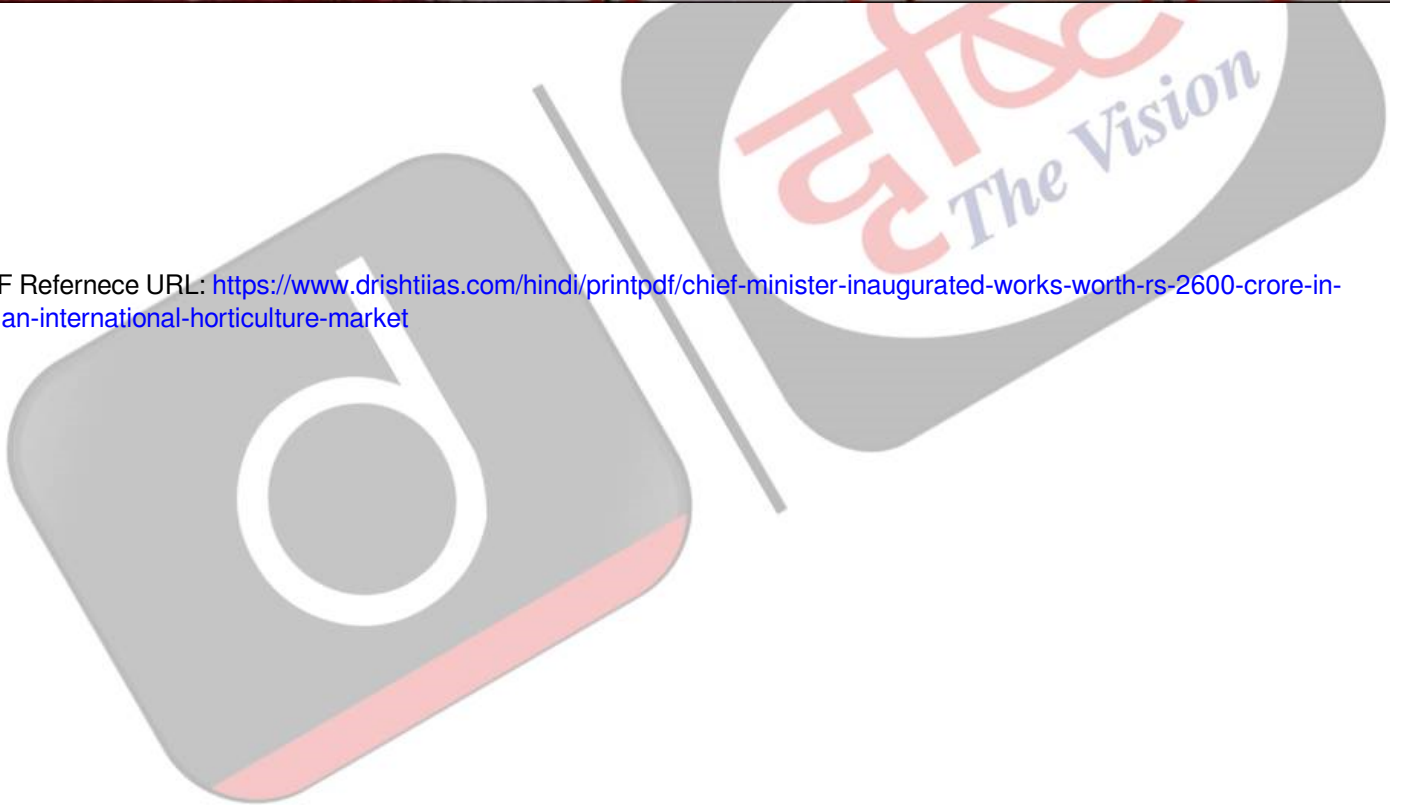 दृष्टि
The Vision
F Refernece URL: https://www.drishtiias.com/hindi/printpdf/chief-minister-inaugurated-works-worth-rs-2600-crore-in-
an-international-horticulture-market
d